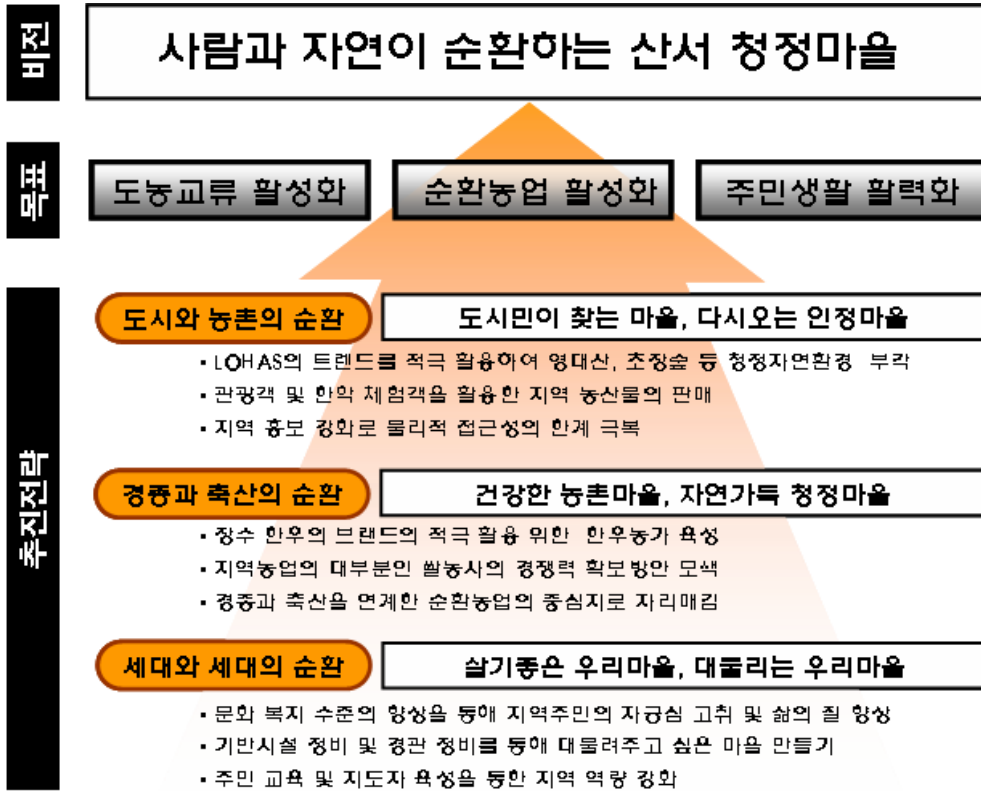 비전
사람과 자연이 순환하는 산서 청정마을
목표
도농교류 활성화
순환농업 활성화
주민생활 활력화
추진전략
도시와 농촌의 순환
도시민이 찾는 마을, 다시오는 인정마을
▪ LOHAS의 트랜드를 적극 활용하여 영대산, 초장숲 등 청정자연환경 부각
▪ 관광객 및 한학 체험객을 활용한 지역 농산물의 판매
▪ 지역 홍보 강화로 물리적 접근성의 한계 극복
경종과 축산의 순환
건강한 농촌마을, 자연가득 청정마을
▪ 장수 한우의 브랜드의 적극 활용 위한 한우농가 육성
▪ 지역농업의 대부분인 쌀농사의 경쟁력 확보방안 모색
▪ 경종과 축산을 연계한 순환농업의 중심지로 자리매김
세대와 세대의 순환
살기좋은 우리마을, 대물리는 우리마을
▪ 문화 복지 수준의 향상을 통해 지역주민의 자긍심 고취 및 삶의 질 향상
▪ 기반시설 정비 및 경관 정비를 통해 대물려주고 싶은 마을 만들기
▪ 주민 교육 및 지도자 육성을 통한 지역 역량 강화